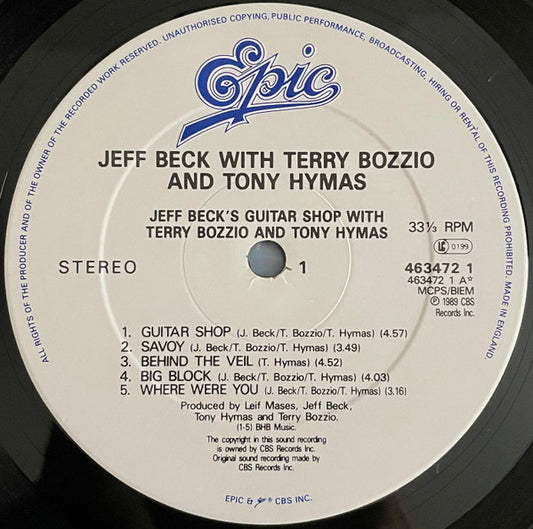 ALL RIGHTS OF THE PRODUCER AND OF THE OWNER OF THE RECORDED WORK RESERVED. UNAUTHORISED COPYING, PUBLIC PERFORMANCE, BROADCASTING, HIRING OR RENTAL OF THIS RECORDING PROHIBITED. MADE IN ENGLAND.
Epic
JEFF BECK WITH TERRY BOZZIO
AND TONY HYMAS
JEFF BECK'S GUITAR SHOP WITH
TERRY BOZZIO AND TONY HYMAS
33⅓ RPM
LC 0199
STEREO
1
463472 1
463472 1 A☆
MCPS/BIEM
℗ 1989 CBS
Records Inc.
1. GUITAR SHOP (J. Beck/T. Bozzio/T. Hymas) (4.57)
2. SAVOY (J. Beck/T. Bozzio/T. Hymas) (3.49)
3. BEHIND THE VEIL (T. Hymas) (4.52)
4. BIG BLOCK (J. Beck/T. Bozzio/T. Hymas) (4.03)
5. WHERE WERE YOU (J. Beck/T. Bozzio/T. Hymas) (3.16)
Produced by Leif Mases, Jeff Beck,
Tony Hymas and Terry Bozzio.
(1-5) BHB Music.
The copyright in this sound recording
is owned by CBS Records Inc.
Original sound recording made by
CBS Records Inc.
EPIC & Epic ® CBS INC.